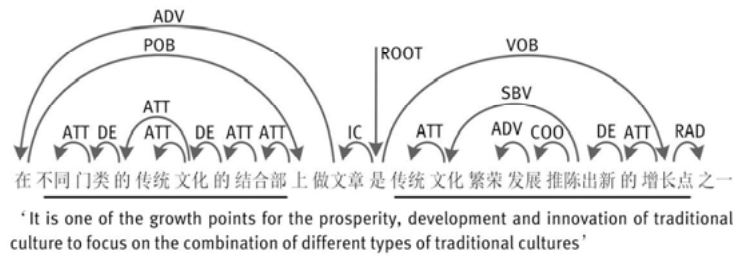 ADV
POB VOB
ROOT
SBV
ATT
ATT DE ATT DE ATT ATT IC ATT ADV COO DE ATT RAD
在 不同 门类 的 传统 文化 的 结合部 上 做 文章 是 传统 文化 繁荣 发展 推陈出新 的 增长点 之一
‘It is one of the growth points for the prosperity, development and innovation of traditional
culture to focus on the combination of different types of traditional cultures’